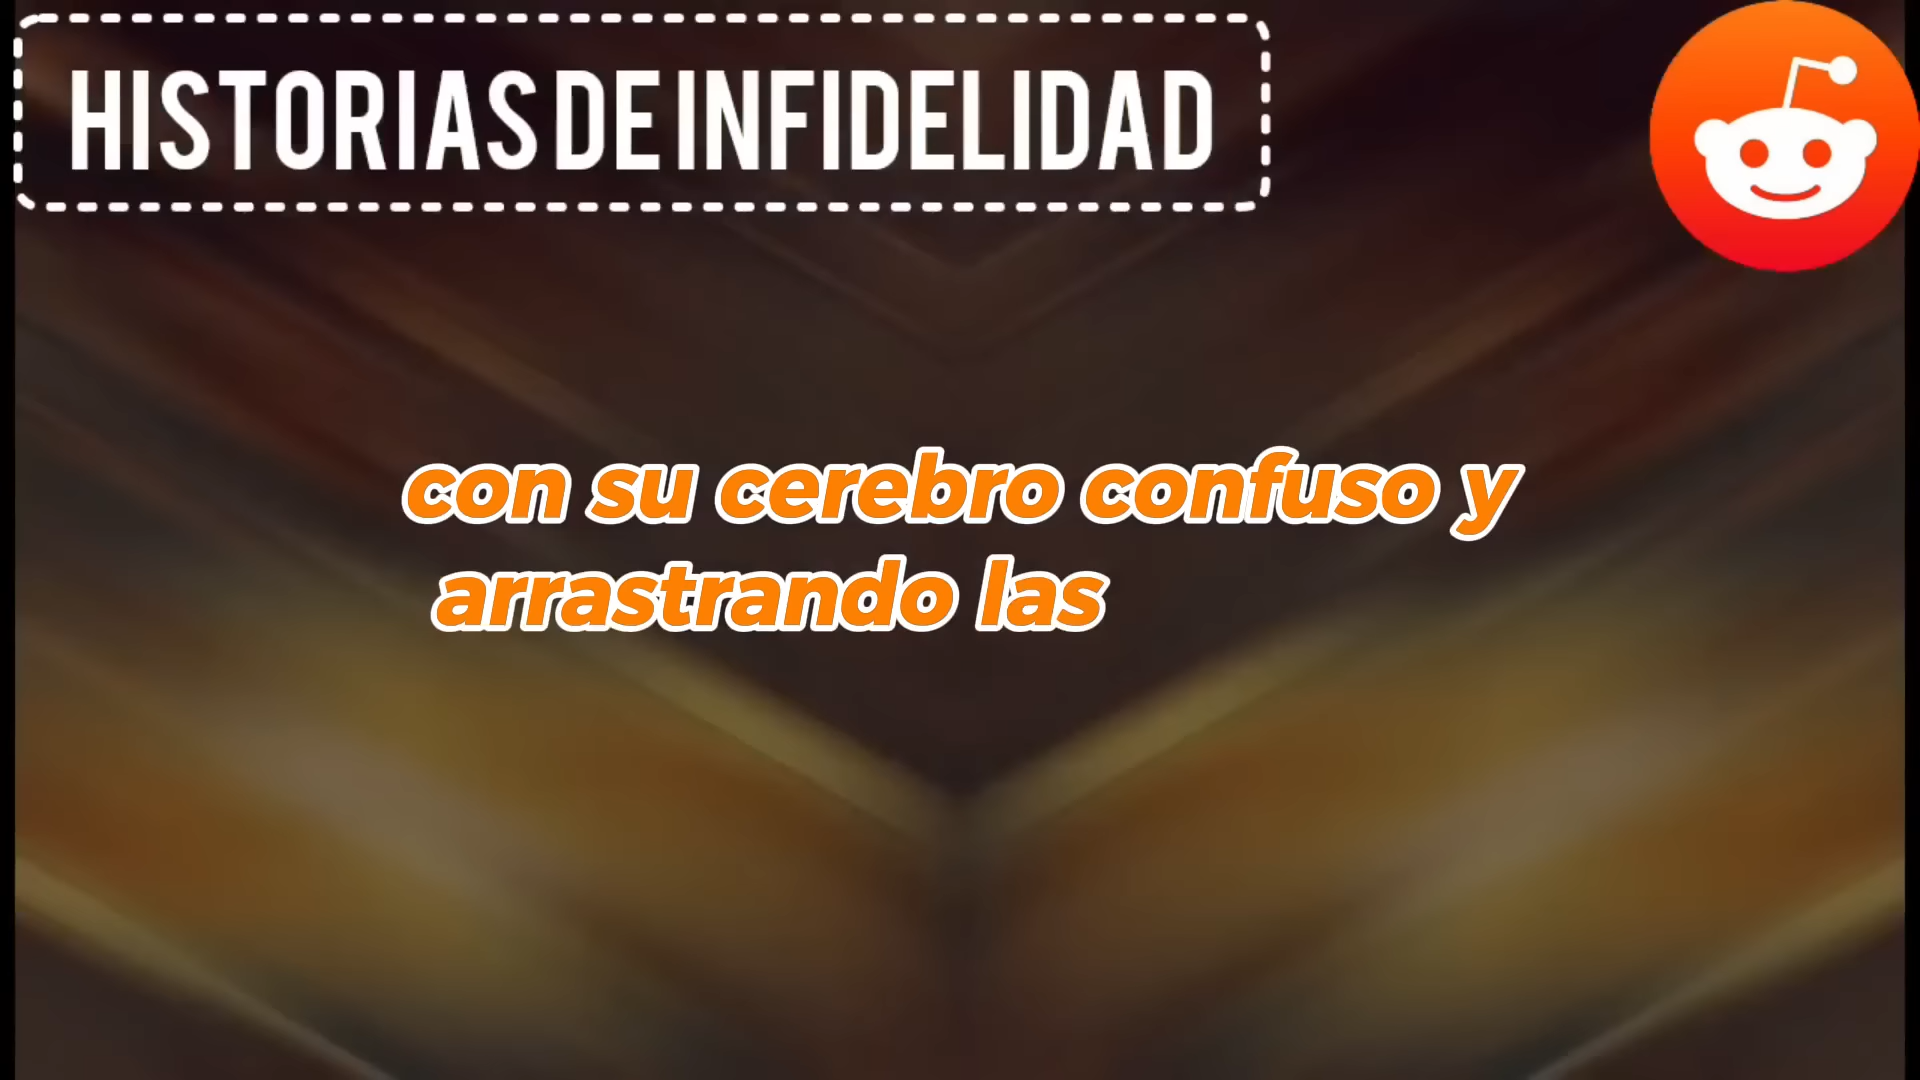 HISTORIAS DE INFIDELIDAD
con su cerebro confuso y
arrastrando las